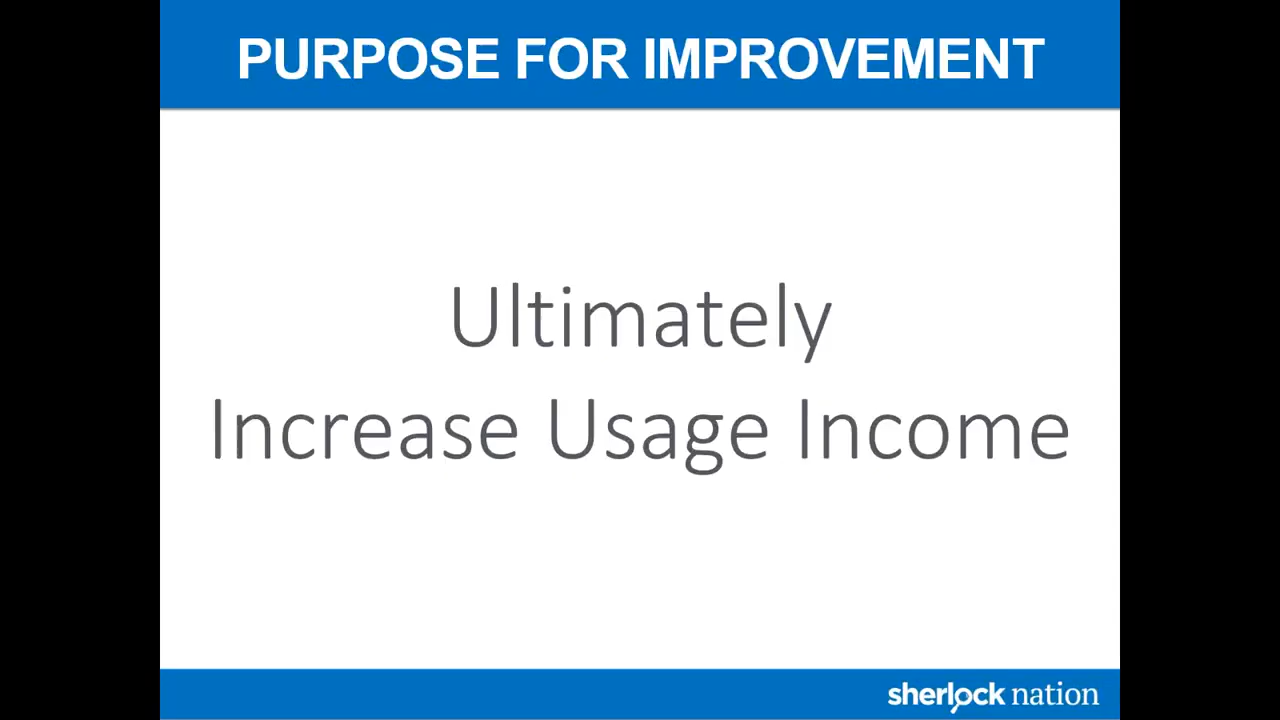 PURPOSE FOR IMPROVEMENT
Ultimately
Increase Usage Income
sherlock nation